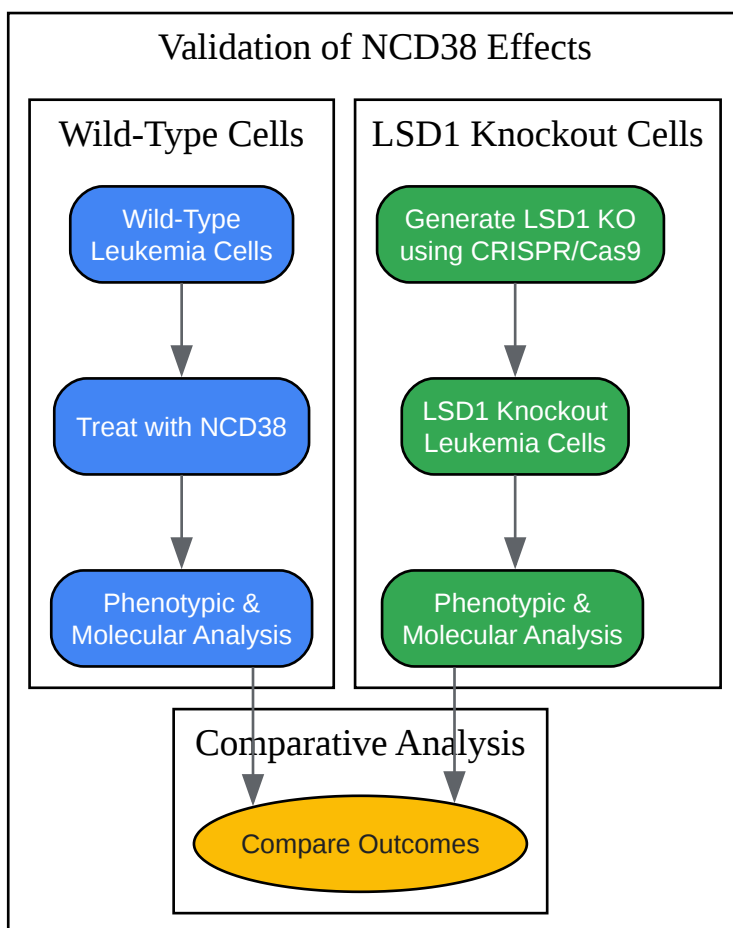 Validation of NCD38 Effects
Wild-Type Cells
Wild-Type
Leukemia Cells
Treat with NCD38
Phenotypic &
Molecular Analysis
LSD1 Knockout Cells
Generate LSD1 KO
using CRISPR/Cas9
LSD1 Knockout
Leukemia Cells
Phenotypic &
Molecular Analysis
Comparative Analysis
Compare Outcomes